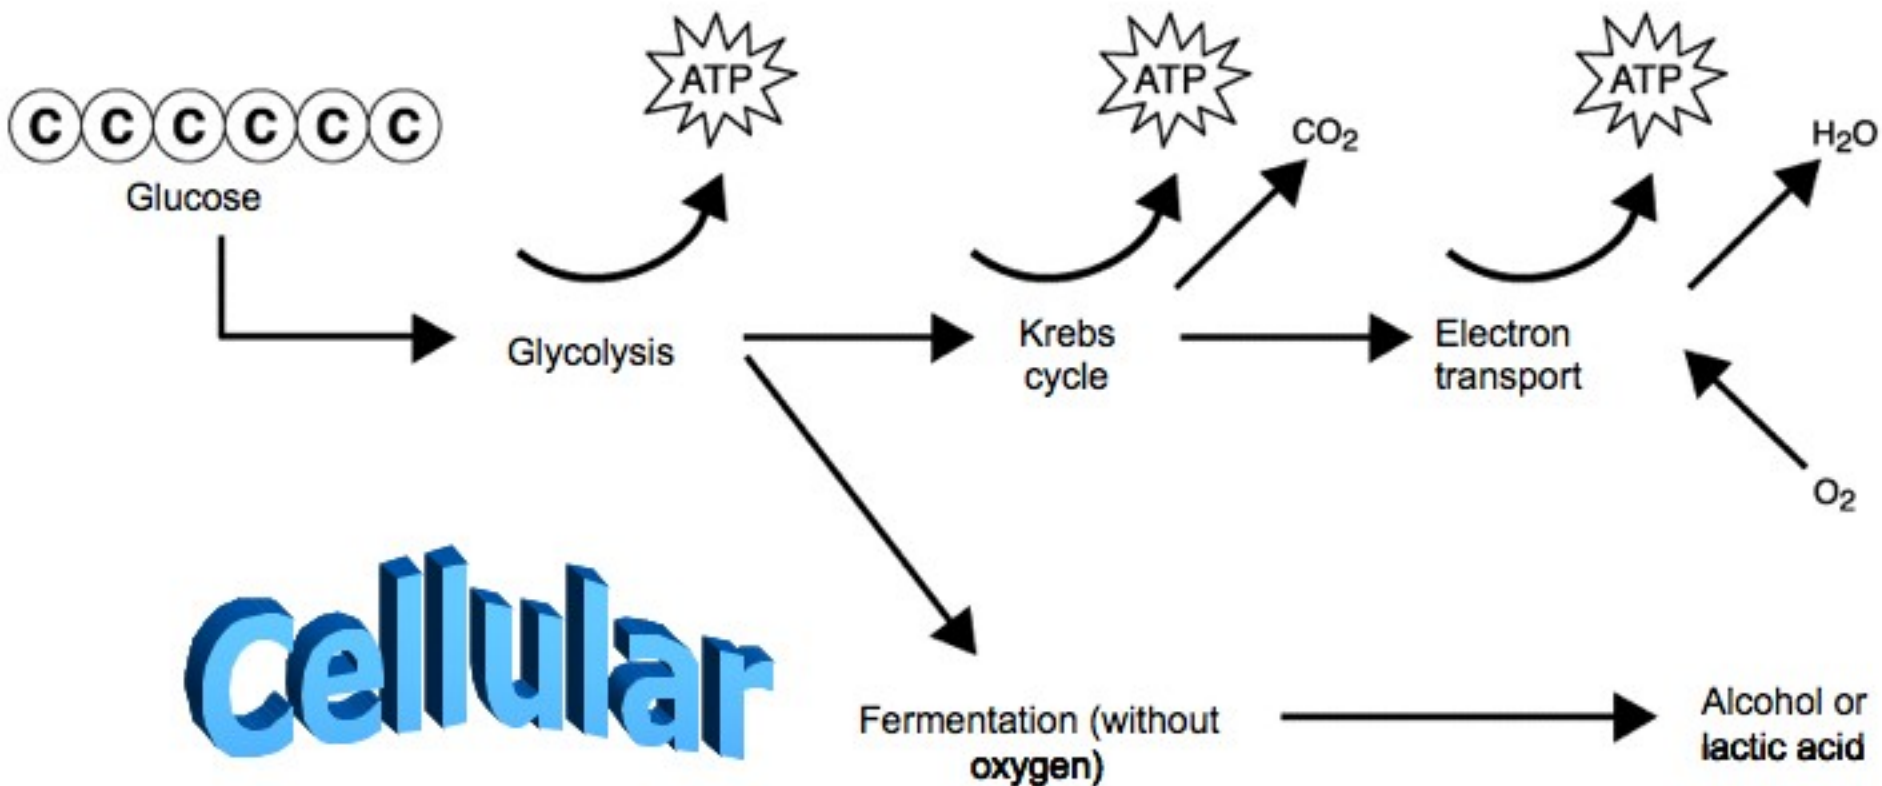 ATP
ATP
ATP
C C C C C C
CO₂
H₂O
Glucose
Glycolysis
Krebs
cycle
Electron
transport
O₂
Cellular
Fermentation (without
oxygen)
Alcohol or
lactic acid